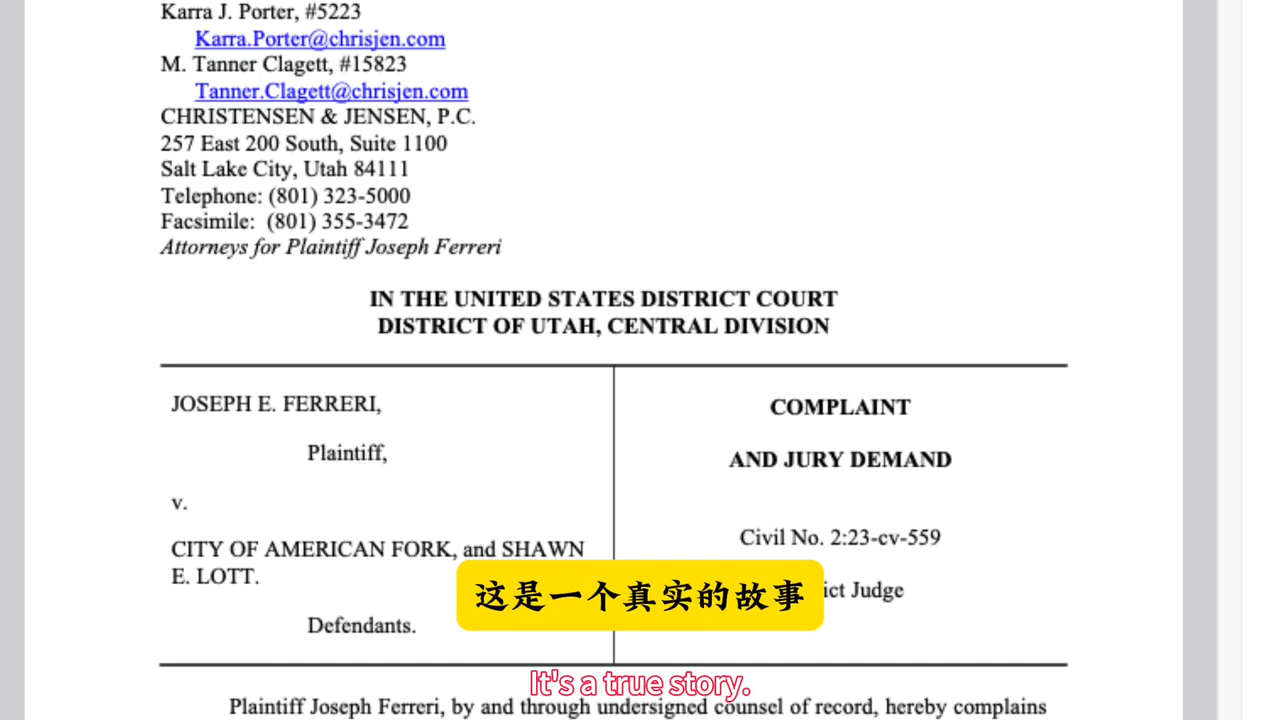 Karra J. Porter, #5223
Karra.Porter@chrisjen.com
M. Tanner Clagett, #15823
Tanner.Clagett@chrisjen.com
CHRISTENSEN & JENSEN, P.C.
257 East 200 South, Suite 1100
Salt Lake City, Utah 84111
Telephone: (801) 323-5000
Facsimile: (801) 355-3472
Attorneys for Plaintiff Joseph Ferreri
IN THE UNITED STATES DISTRICT COURT
DISTRICT OF UTAH, CENTRAL DIVISION
JOSEPH E. FERRERI,
Plaintiff,
v.
CITY OF AMERICAN FORK, and SHAWN
E. LOTT.
Defendants.
COMPLAINT
AND JURY DEMAND
Civil No. 2:23-cv-559
Judge
这是一个真实的故事
It's a true story.
Plaintiff Joseph Ferreri, by and through undersigned counsel of record, hereby complains